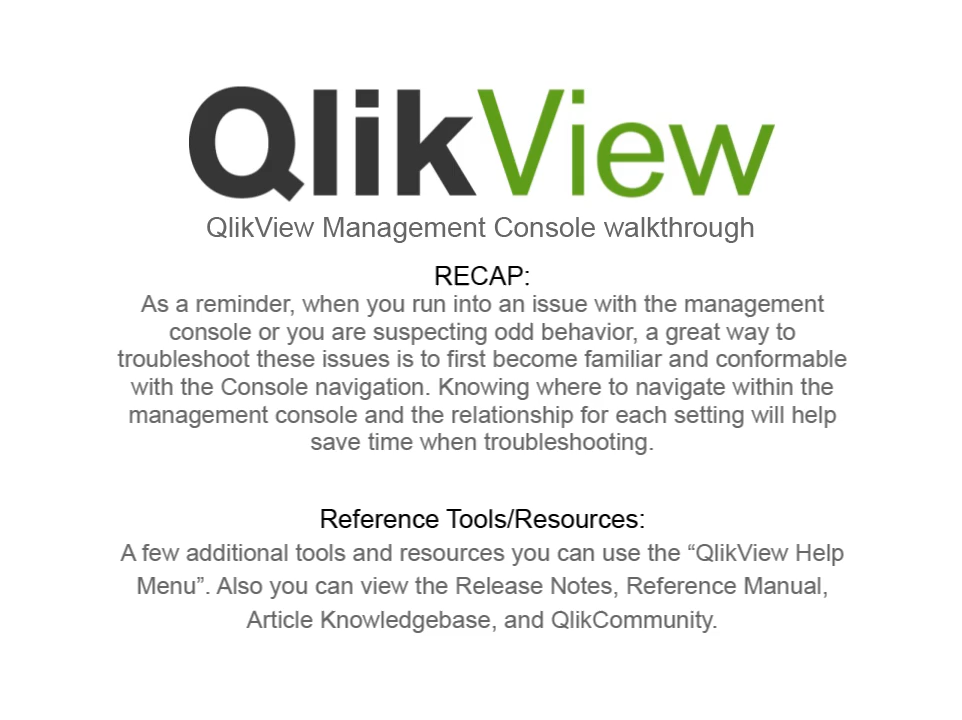 QlikView
QlikView Management Console walkthrough
RECAP:
As a reminder, when you run into an issue with the management
console or you are suspecting odd behavior, a great way to
troubleshoot these issues is to first become familiar and conformable
with the Console navigation. Knowing where to navigate within the
management console and the relationship for each setting will help
save time when troubleshooting.
Reference Tools/Resources:
A few additional tools and resources you can use the “QlikView Help
Menu”. Also you can view the Release Notes, Reference Manual,
Article Knowledgebase, and QlikCommunity.